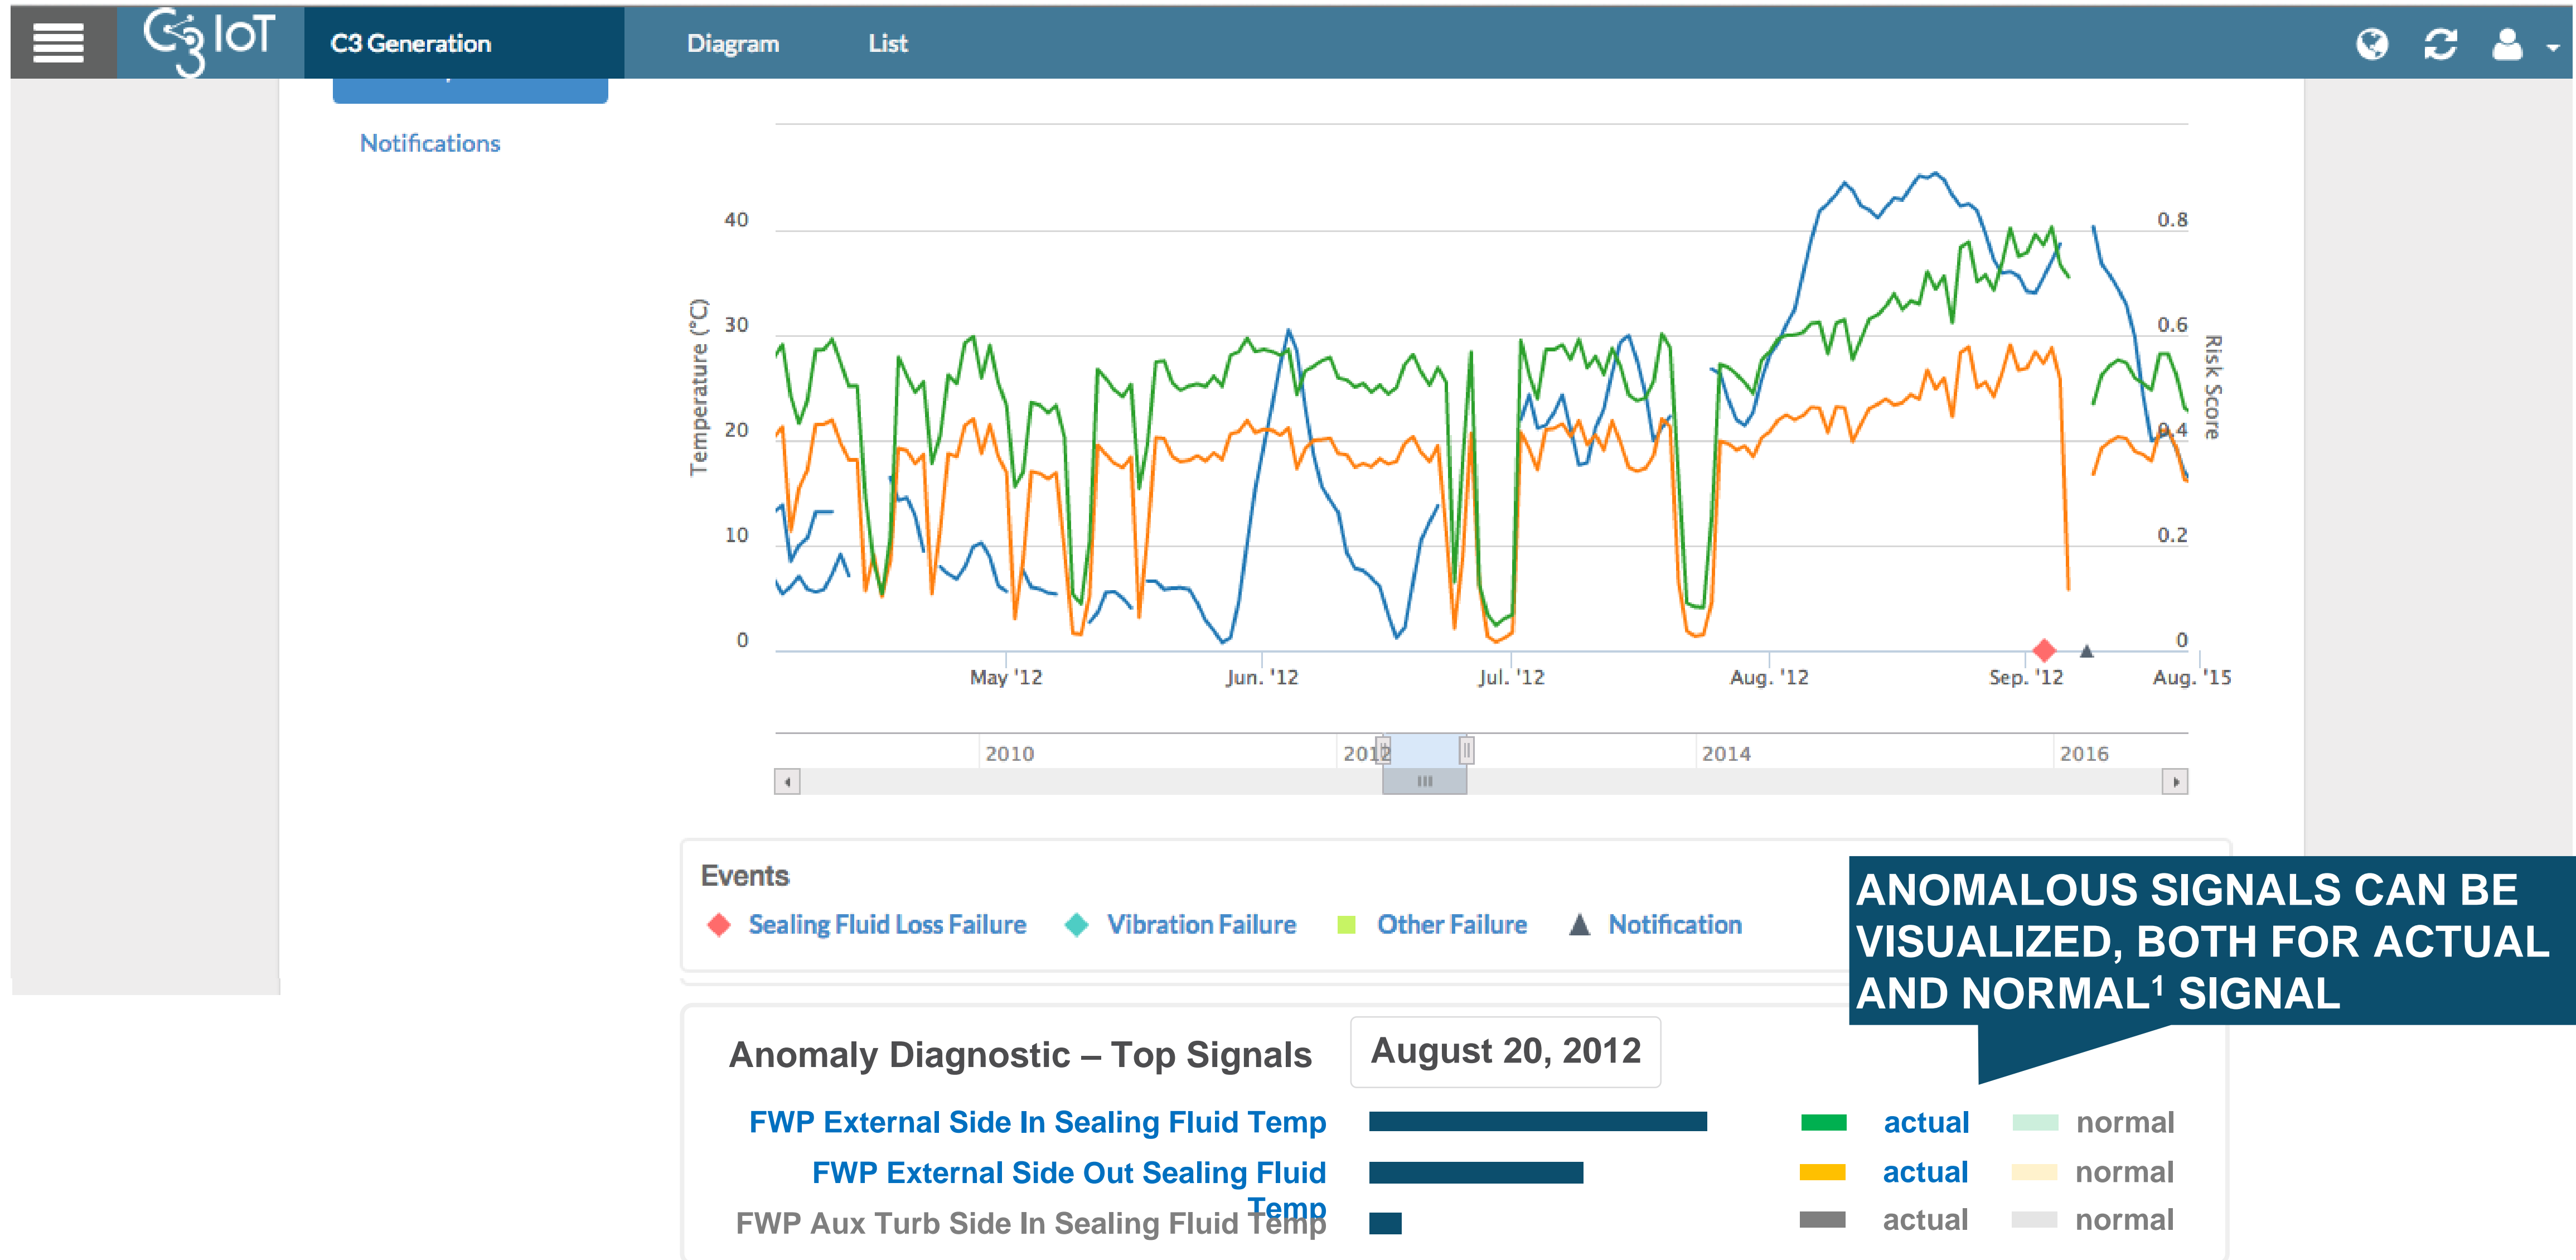 C3 IoT
C3 Generation
Diagram
List
Notifications
Temperature (°C)
40
30
20
10
0
0.8
0.6
0.4
0.2
0
Risk Score
May '12
Jun. '12
Jul. '12
Aug. '12
Sep. '12
Aug. '15
2010
2012
2014
2016
Events
Sealing Fluid Loss Failure
Vibration Failure
Other Failure
Notification
ANOMALOUS SIGNALS CAN BE
VISUALIZED, BOTH FOR ACTUAL
AND NORMAL¹ SIGNAL
Anomaly Diagnostic – Top Signals
August 20, 2012
FWP External Side In Sealing Fluid Temp
actual
normal
FWP External Side Out Sealing Fluid
Temp
actual
normal
FWP Aux Turb Side In Sealing Fluid Temp
actual
normal